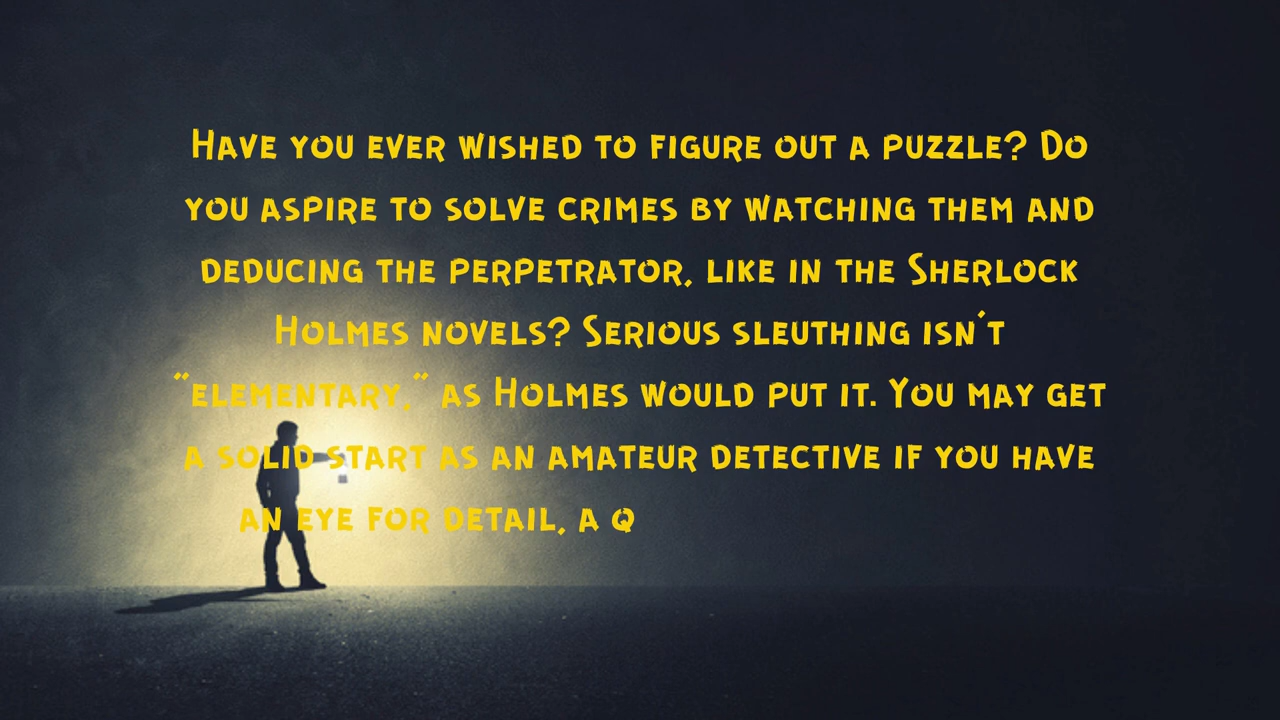 Have you ever wished to figure out a puzzle? Do
you aspire to solve crimes by watching them and
deducing the perpetrator, like in the Sherlock
Holmes novels? Serious sleuthing isn't
"elementary," as Holmes would put it. You may get
a solid start as an amateur detective if you have
an eye for detail, a q